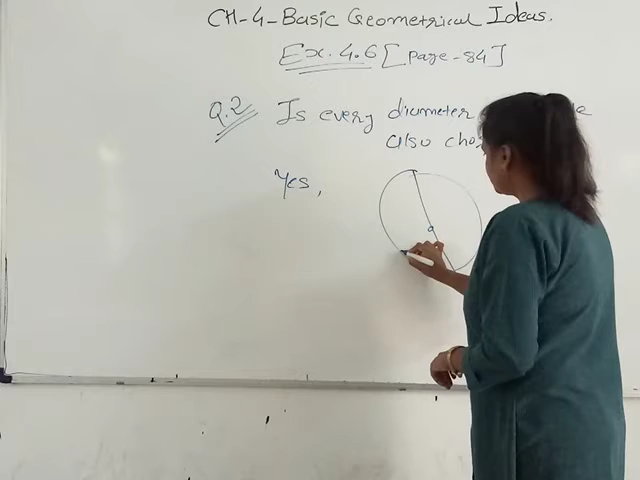 CH-4-Basic Geometrical Ideas.
Ex. 4.6 [Page-84]
Q.2 Is every diameter
also
Yes,
o